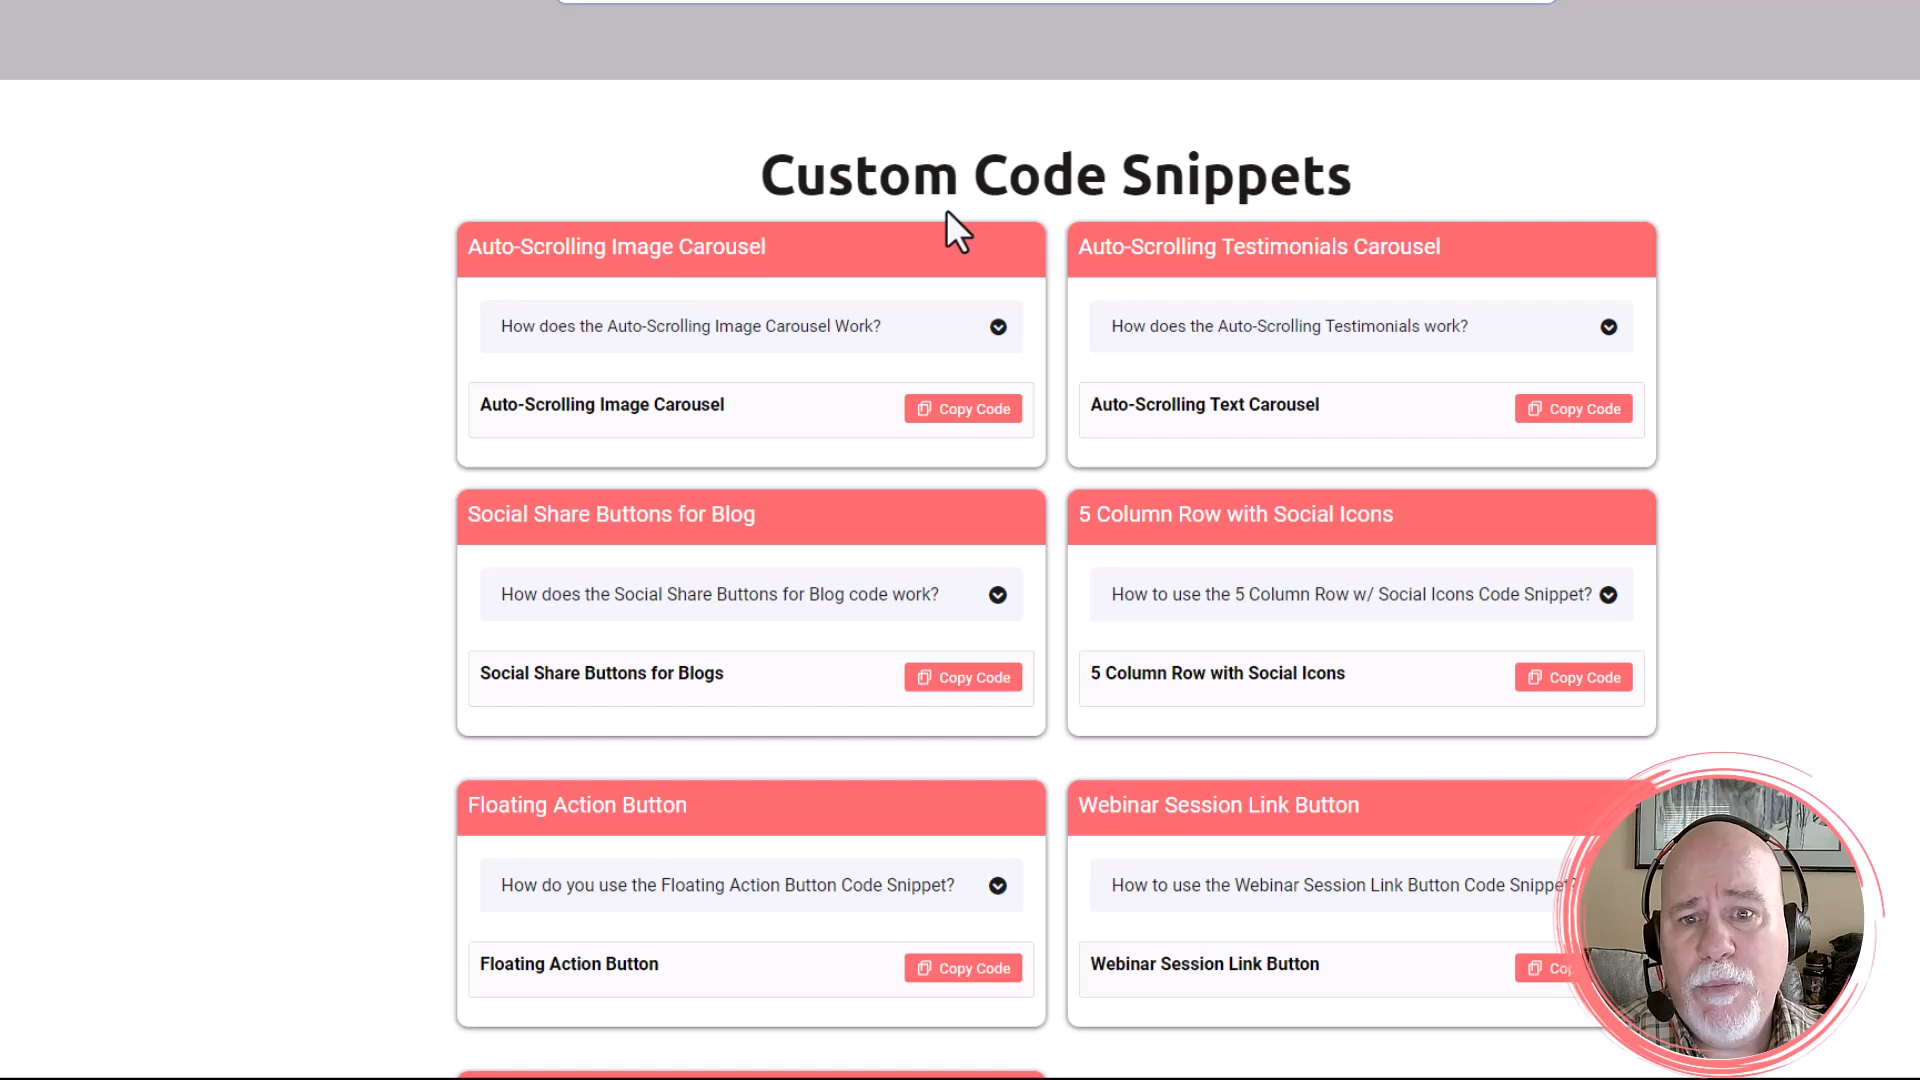 Custom Code Snippets
Auto-Scrolling Image Carousel
How does the Auto-Scrolling Image Carousel Work?
Auto-Scrolling Image Carousel
Copy Code
Auto-Scrolling Testimonials Carousel
How does the Auto-Scrolling Testimonials work?
Auto-Scrolling Text Carousel
Copy Code
Social Share Buttons for Blog
How does the Social Share Buttons for Blog code work?
Social Share Buttons for Blogs
Copy Code
5 Column Row with Social Icons
How to use the 5 Column Row w/ Social Icons Code Snippet?
5 Column Row with Social Icons
Copy Code
Floating Action Button
How do you use the Floating Action Button Code Snippet?
Floating Action Button
Copy Code
Webinar Session Link Button
How to use the Webinar Session Link Button Code Snippet?
Webinar Session Link Button
Co